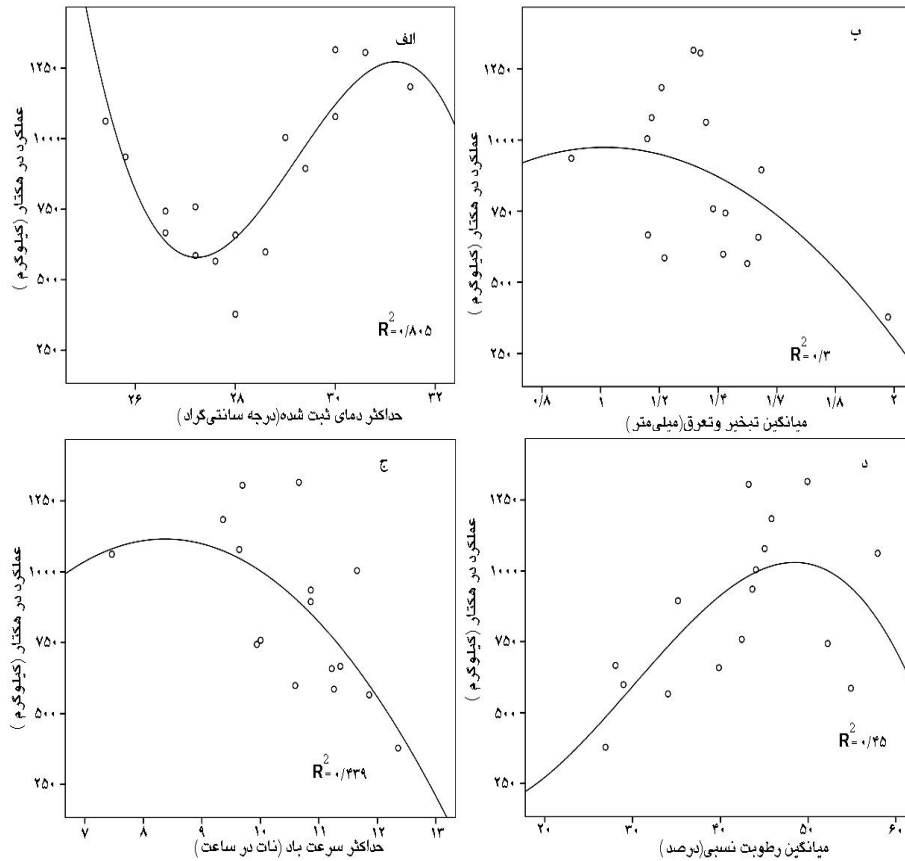 الف
عملکرد در هکتار (کیلوگرم)
۱۲۵۰
۱۰۰۰
۷۵۰
۵۰۰
۲۵۰
R²=۰/۸۰۵
۲۶ ۲۸ ۳۰ ۳۲
حداکثر دمای ثبت شده(درجه سانتی‌گراد)
ب
عملکرد در هکتار (کیلوگرم)
۱۲۵۰
۱۰۰۰
۷۵۰
۵۰۰
۲۵۰
R²=۰/۳
۰/۸ ۱ ۱/۲ ۱/۴ ۱/۷ ۱/۸ ۲
میانگین تبخیر وتعرق(میلی‌متر)
ج
عملکرد در هکتار (کیلوگرم)
۱۲۵۰
۱۰۰۰
۷۵۰
۵۰۰
۲۵۰
R²=۰/۴۳۹
۷ ۸ ۹ ۱۰ ۱۱ ۱۲ ۱۳
حداکثر سرعت باد (نات در ساعت)
د
عملکرد در هکتار (کیلوگرم)
۱۲۵۰
۱۰۰۰
۷۵۰
۵۰۰
۲۵۰
R²=۰/۴۵
۲۰ ۳۰ ۴۰ ۵۰ ۶۰
میانگین رطوبت نسبی(درصد)